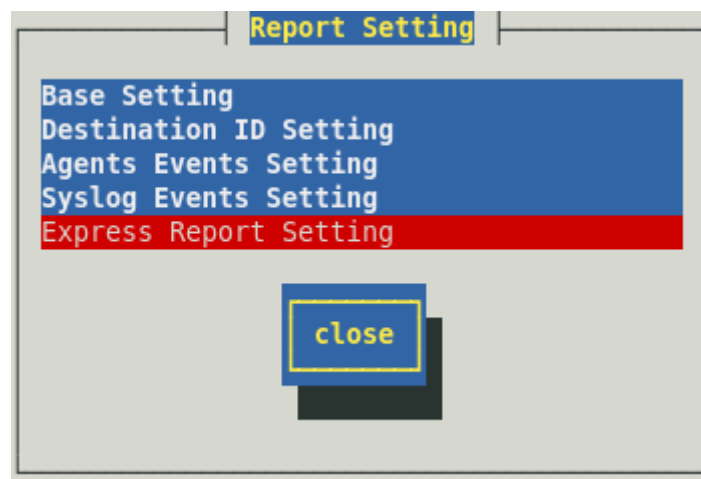 Report Setting
Base Setting
Destination ID Setting
Agents Events Setting
Syslog Events Setting
Express Report Setting
close